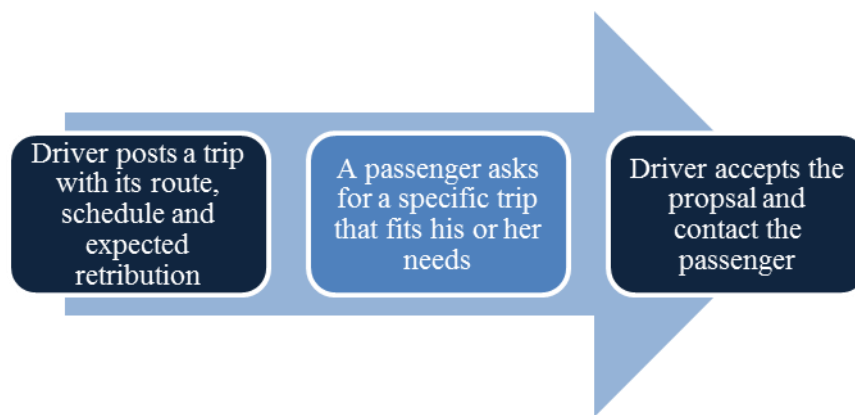 Driver posts a trip
with its route,
schedule and
expected
retribution
A passenger asks
for a specific trip
that fits his or her
needs
Driver accepts the
propsal and
contact the
passenger